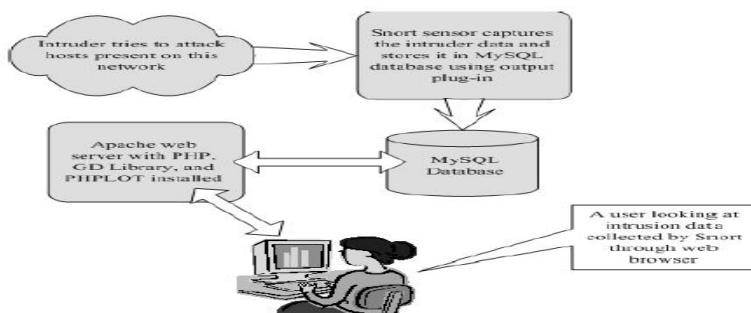 Intruder tries to attack
hosts present on this
network
Snort sensor captures
the intruder data and
stores it in MySQL
database using output
plug-in
Apache web
server with PHP,
GD Library, and
PHPLOT installed
MySQL
Database
A user looking at
intrusion data
collected by Snort
through web
browser